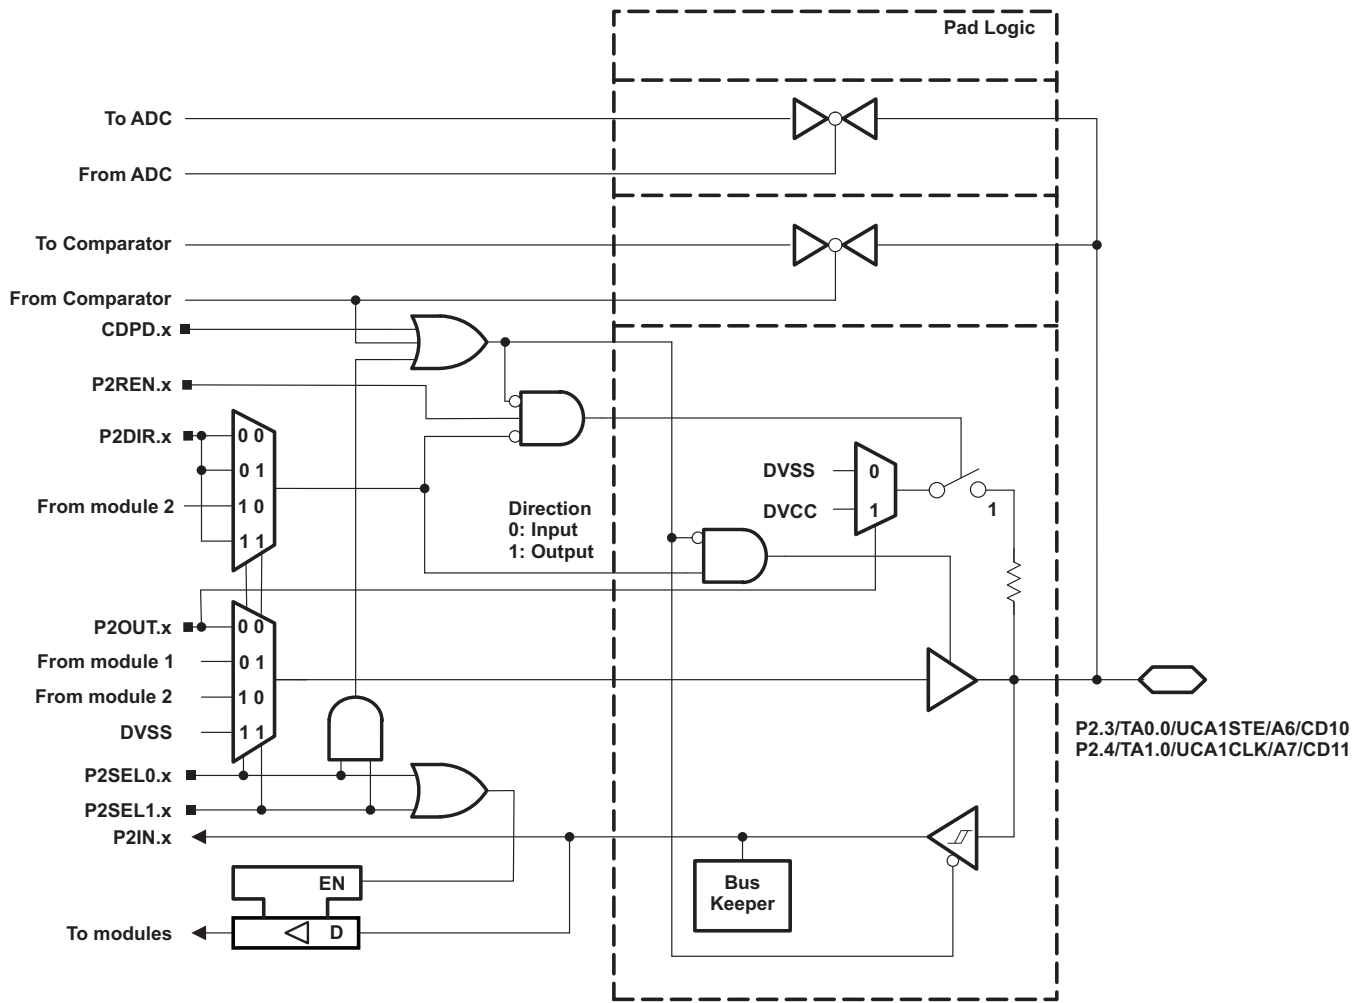 Pad Logic
To ADC
From ADC
To Comparator
From Comparator
CDPD.x
P2REN.x
P2DIR.x
0 0
0 1
From module 2
1 0
1 1
Direction
0: Input
1: Output
DVSS
0
DVCC
1
1
P2OUT.x
0 0
From module 1
0 1
From module 2
1 0
DVSS
1 1
P2.3/TA0.0/UCA1STE/A6/CD10
P2.4/TA1.0/UCA1CLK/A7/CD11
P2SEL0.x
P2SEL1.x
P2IN.x
EN
Bus
Keeper
To modules
D